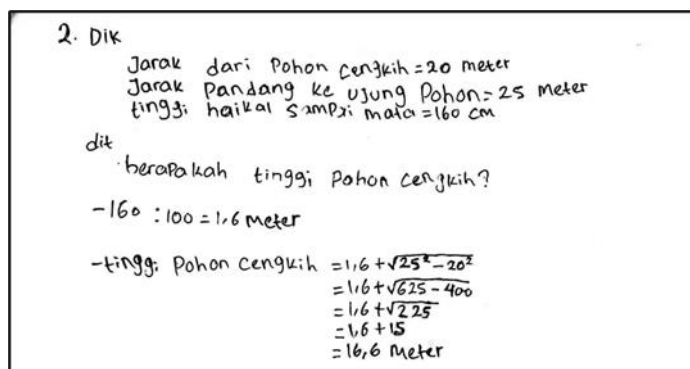 2. Dik
Jarak dari Pohon cengkih = 20 meter
Jarak Pandang ke ujung Pohon = 25 meter
tinggi haikal sampai mata = 160 cm
dit
berapakah tinggi Pohon cengkih?
-160 : 100 = 1,6 meter
-tinggi Pohon cengkih = 1,6 + √25² - 20²
= 1,6 + √625 - 400
= 1,6 + √225
= 1,6 + 15
= 16,6 Meter